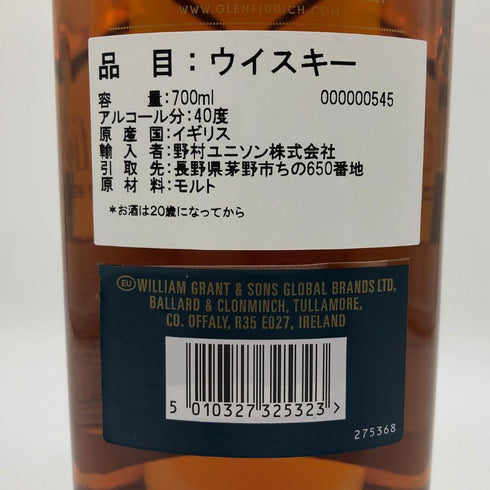 WWW.GLENFIDDICH.COM
品 目:ウイスキー
容 量:700ml 000000545
アルコール分:40度
原 産 国:イギリス
輸 入 者:野村ユニソン株式会社
引 取 先:長野県茅野市ちの650番地
原 材 料:モルト
*お酒は20歳になってから
EU WILLIAM GRANT & SONS GLOBAL BRANDS LTD,
BALLARD & CLONMINCH, TULLAMORE,
CO. OFFALY, R35 E027, IRELAND
5 010327 325323 >
275368